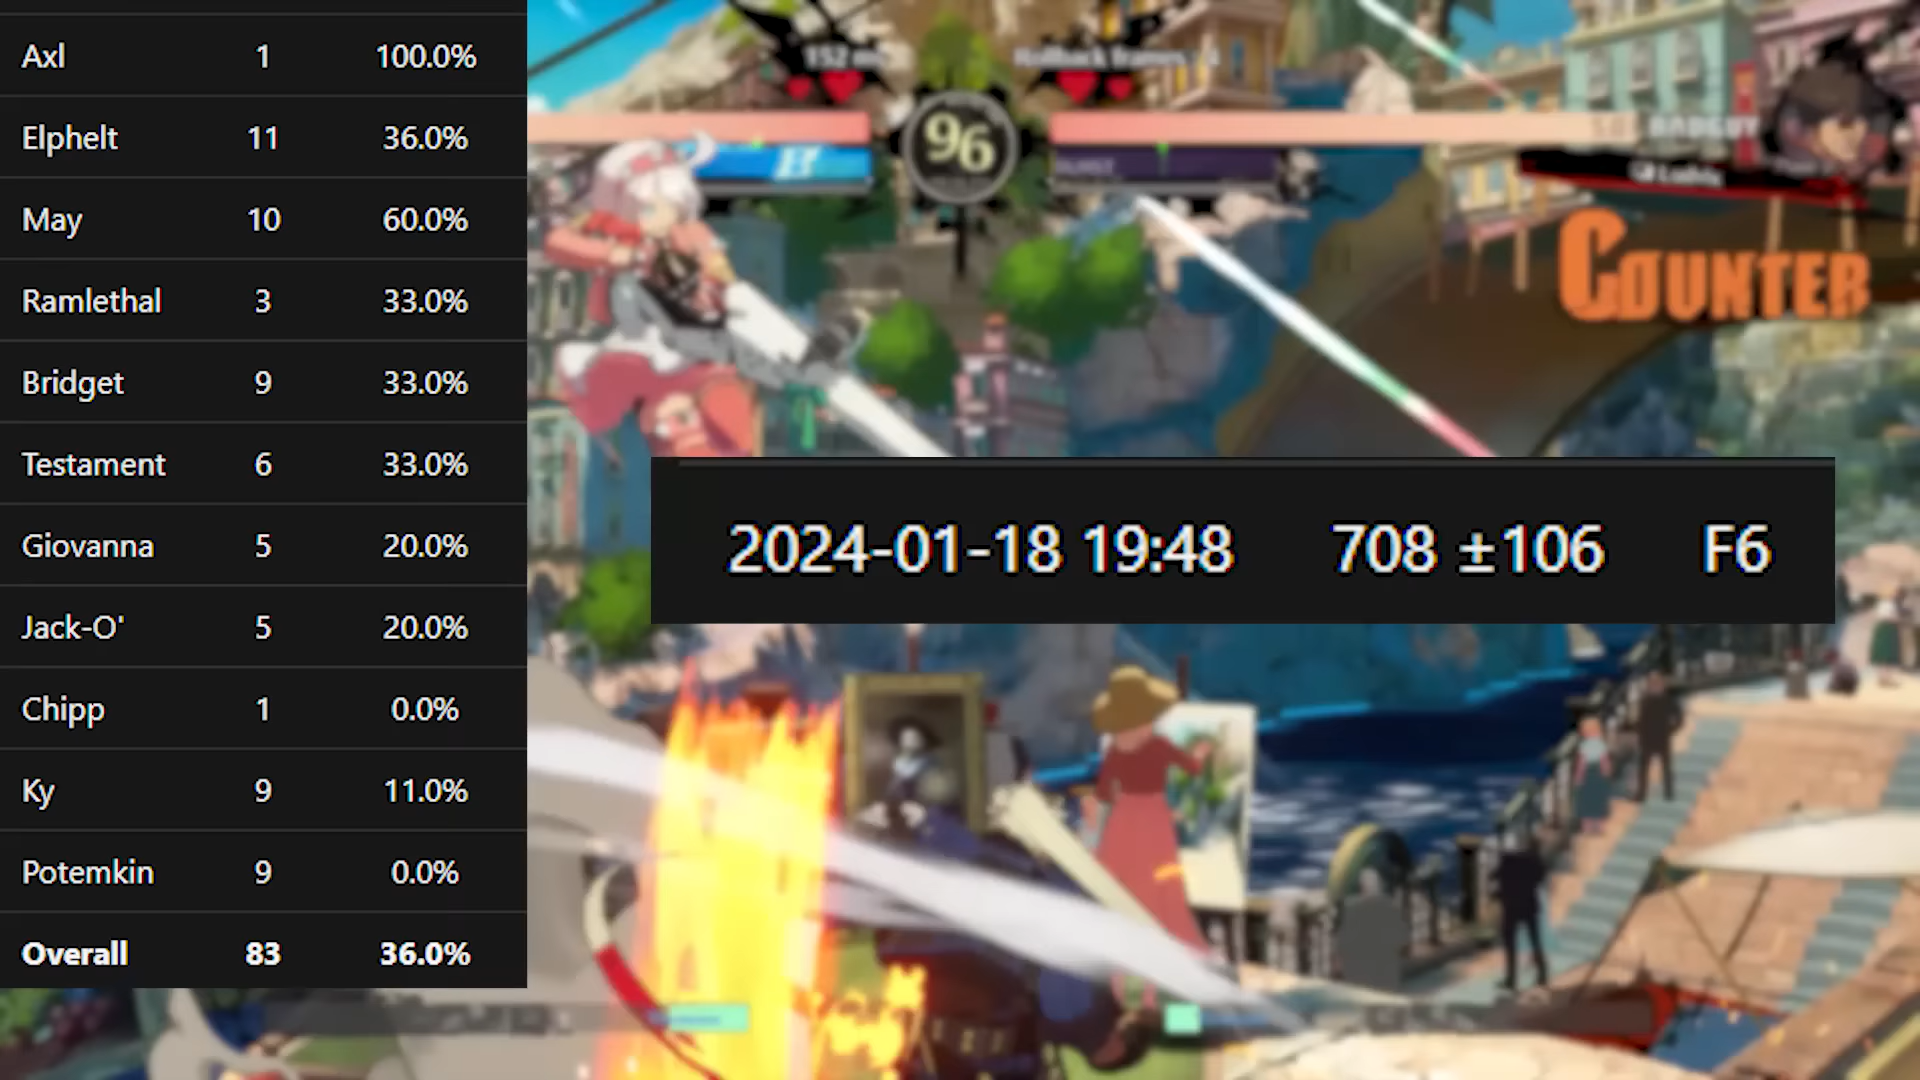 Axl 1 100.0%
Elphelt 11 36.0%
May 10 60.0%
Ramlethal 3 33.0%
Bridget 9 33.0%
Testament 6 33.0%
Giovanna 5 20.0%
Jack-O' 5 20.0%
Chipp 1 0.0%
Ky 9 11.0%
Potemkin 9 0.0%
Overall 83 36.0%
Rollback frames:
96
BADGUY
COUNTER
2024-01-18 19:48 708 ±106 F6